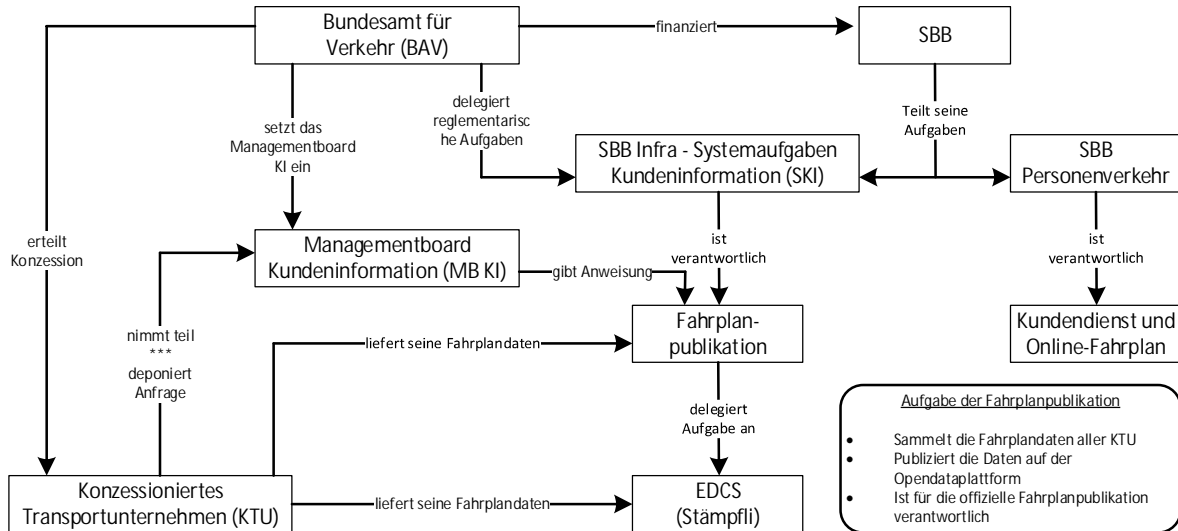 Bundesamt für
Verkehr (BAV)
finanziert
SBB
delegiert
reglementarisc
he Aufgaben
setzt das
Managementboard
KI ein
Teilt seine
Aufgaben
SBB Infra - Systemaufgaben
Kundeninformation (SKI)
SBB
Personenverkehr
erteilt
Konzession
Managementboard
Kundeninformation (MB KI)
gibt Anweisung
ist
verantwortlich
ist
verantwortlich
nimmt teil
***
deponiert
Anfrage
liefert seine Fahrplandaten
Fahrplan-
publikation
Kundendienst und
Online-Fahrplan
delegiert
Aufgabe an
Aufgabe der Fahrplanpublikation
• Sammelt die Fahrplandaten aller KTU
• Publiziert die Daten auf der
Opendataplattform
• Ist für die offizielle Fahrplanpublikation
verantwortlich
Konzessioniertes
Transportunternehmen (KTU)
liefert seine Fahrplandaten
EDCS
(Stämpfli)